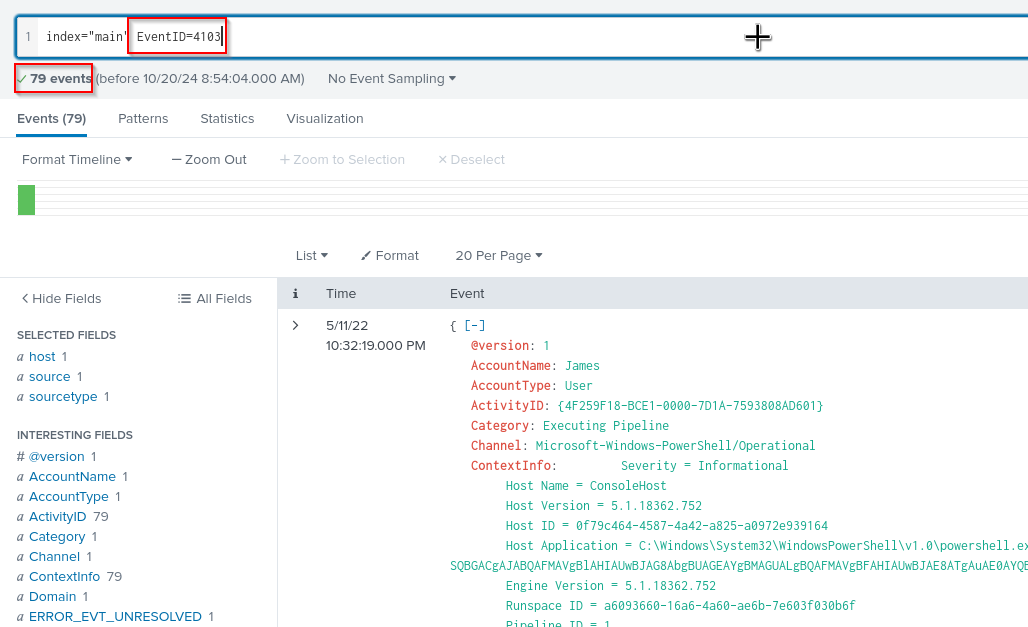 1 index="main" EventID=4103
79 events (before 10/20/24 8:54:04.000 AM) No Event Sampling
Events (79) Patterns Statistics Visualization
Format Timeline — Zoom Out + Zoom to Selection × Deselect
List Format 20 Per Page
Hide Fields All Fields
i Time Event
SELECTED FIELDS
a host 1
a source 1
a sourcetype 1
INTERESTING FIELDS
# @version 1
a AccountName 1
a AccountType 1
a ActivityID 79
a Category 1
a Channel 1
a ContextInfo 79
a Domain 1
a ERROR_EVT_UNRESOLVED 1
5/11/22
10:32:19.000 PM
{ [-]
@version: 1
AccountName: James
AccountType: User
ActivityID: {4F259F18-BCE1-0000-7D1A-7593808AD601}
Category: Executing Pipeline
Channel: Microsoft-Windows-PowerShell/Operational
ContextInfo: Severity = Informational
Host Name = ConsoleHost
Host Version = 5.1.18362.752
Host ID = 0f79c464-4587-4a42-a825-a0972e939164
Host Application = C:\Windows\System32\WindowsPowerShell\v1.0\powershell.ex
Engine Version = 5.1.18362.752
Runspace ID = a6093660-16a6-4a60-ae6b-7e603f030b6f
Pipeline ID = 1